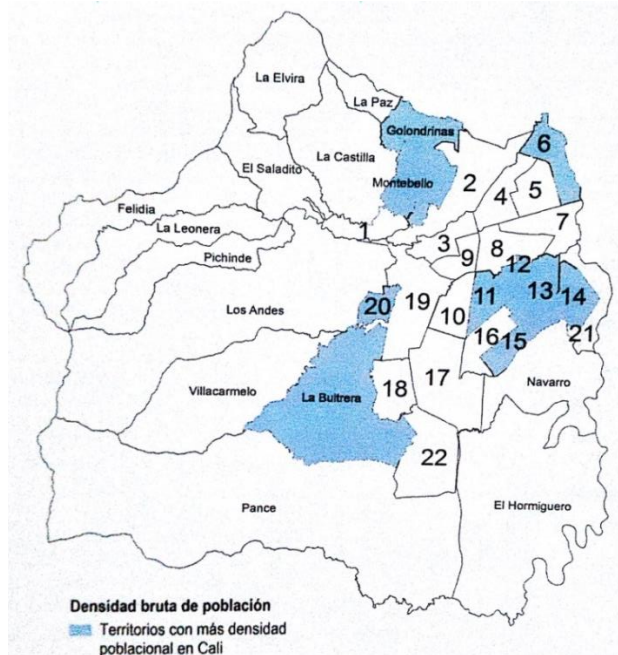 La Elvira
La Paz
Golondrinas
6
La Castilla
2
5
El Saladito
Montebello
4
Felidia
7
La Leonera
1
3
8
9
12
Pichinde
13
14
11
20
19
10
Los Andes
21
16
15
17
18
Navarro
Villacarmelo
La Buitrera
22
El Hormiguero
Pance
Densidad bruta de población
Territorios con más densidad
poblacional en Cali